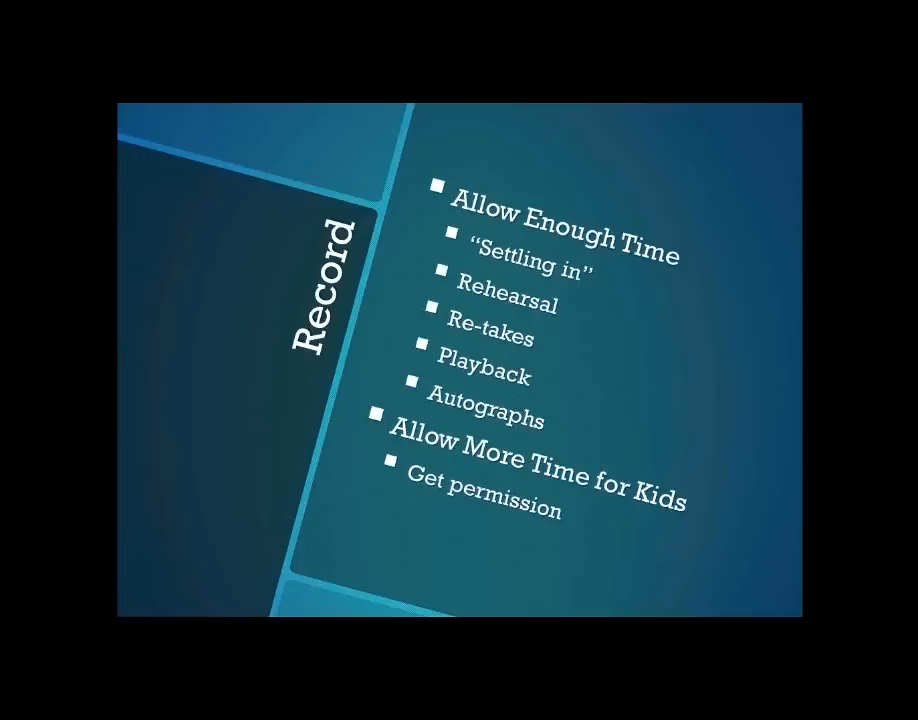 Record
Allow Enough Time
“Settling in”
Rehearsal
Re-takes
Playback
Autographs
Allow More Time for Kids
Get permission